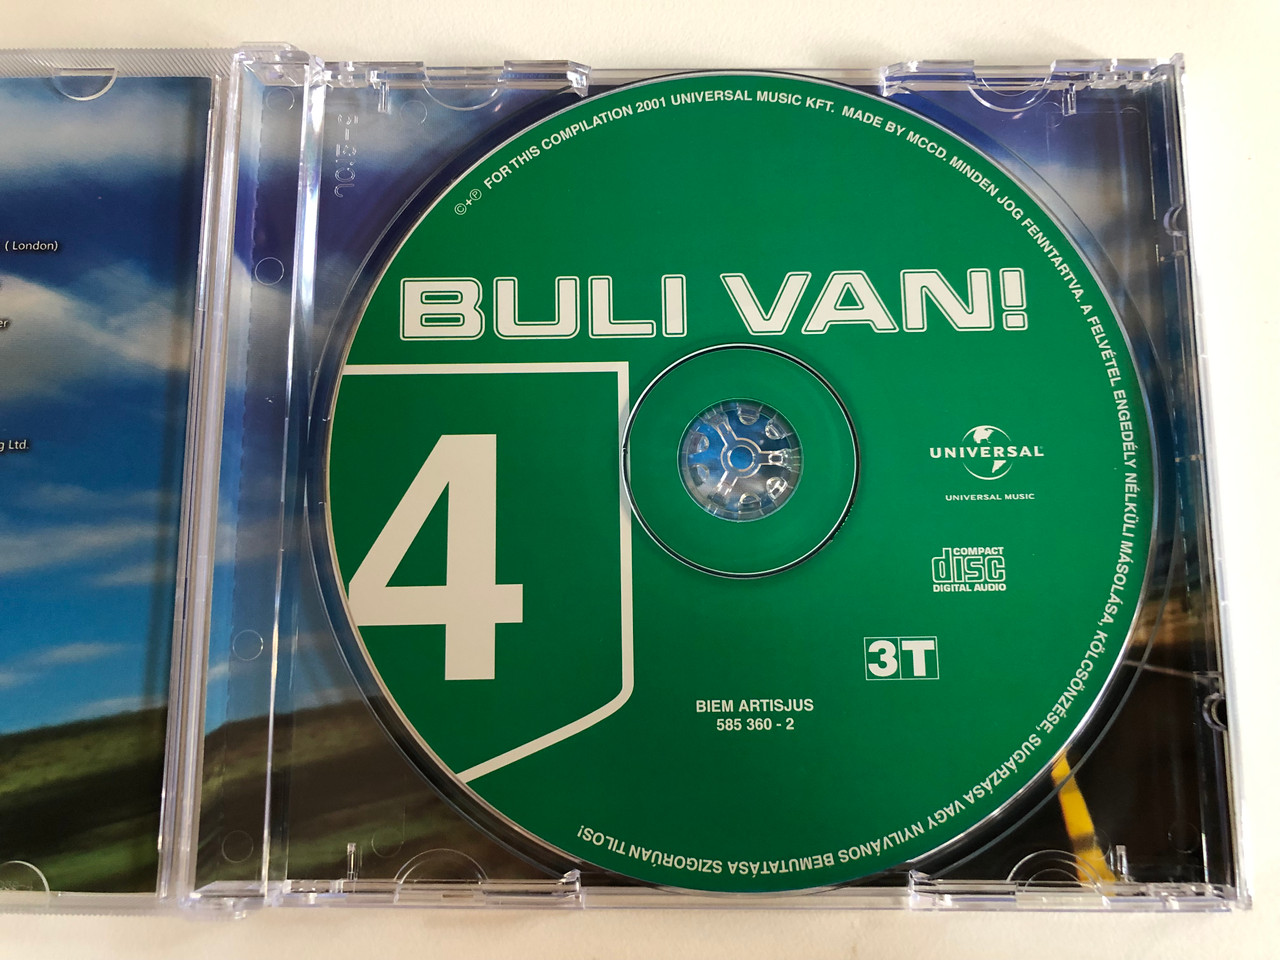 ( London)
er
g Ltd.
©+℗ FOR THIS COMPILATION 2001 UNIVERSAL MUSIC KFT. MADE BY MCCD. MINDEN JOG FENNTARTVA. A FELVÉTEL ENGEDÉLY NÉLKÜLI MÁSOLÁSA, KÖLCSÖNZÉSE, SUGÁRZÁSA VAGY NYILVÁNOS BEMUTATÁSA SZIGORÚAN TILOS!
BULI VAN!
4
UNIVERSAL
UNIVERSAL MUSIC
COMPACT
disc
DIGITAL AUDIO
3T
BIEM ARTISJUS
585 360 - 2